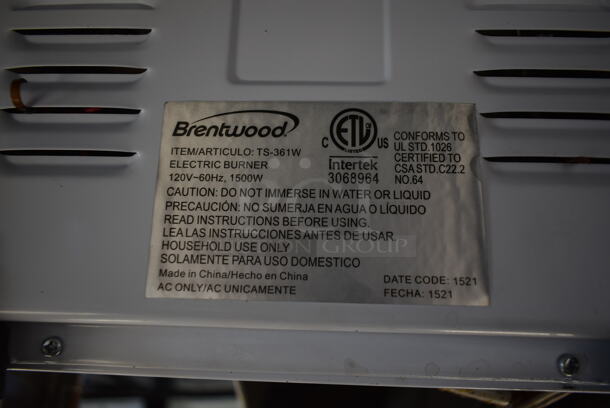 Brentwood
ITEM/ARTICULO: TS-361W
ELECTRIC BURNER
120V~60Hz, 1500W
C ETL US
LISTED
Intertek
3068964
CONFORMS TO
UL STD.1026
CERTIFIED TO
CSA STD.C22.2
NO.64
CAUTION: DO NOT IMMERSE IN WATER OR LIQUID
PRECAUCIÓN: NO SUMERJA EN AGUA O LÍQUIDO
READ INSTRUCTIONS BEFORE USING.
LEA LAS INSTRUCCIONES ANTES DE USAR.
HOUSEHOLD USE ONLY
SOLAMENTE PARA USO DOMESTICO
GROUP
Made in China/Hecho en China
AC ONLY/AC UNICAMENTE
DATE CODE: 1521
FECHA: 1521